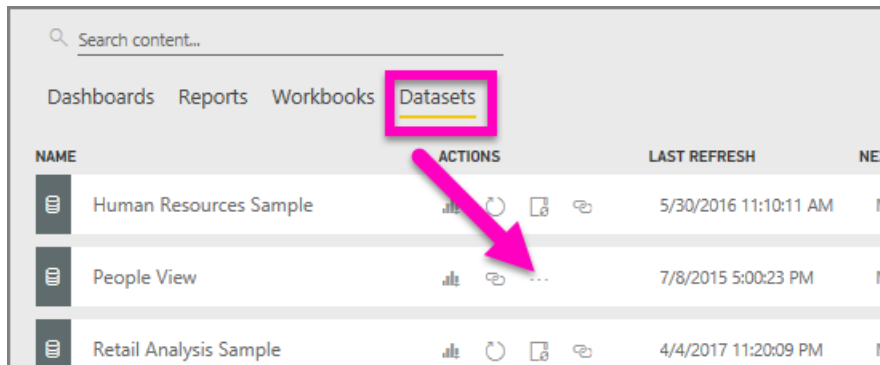 Search content...
Dashboards Reports Workbooks Datasets
NAME ACTIONS LAST REFRESH
Human Resources Sample 5/30/2016 11:10:11 AM
People View ... 7/8/2015 5:00:23 PM
Retail Analysis Sample 4/4/2017 11:20:09 PM